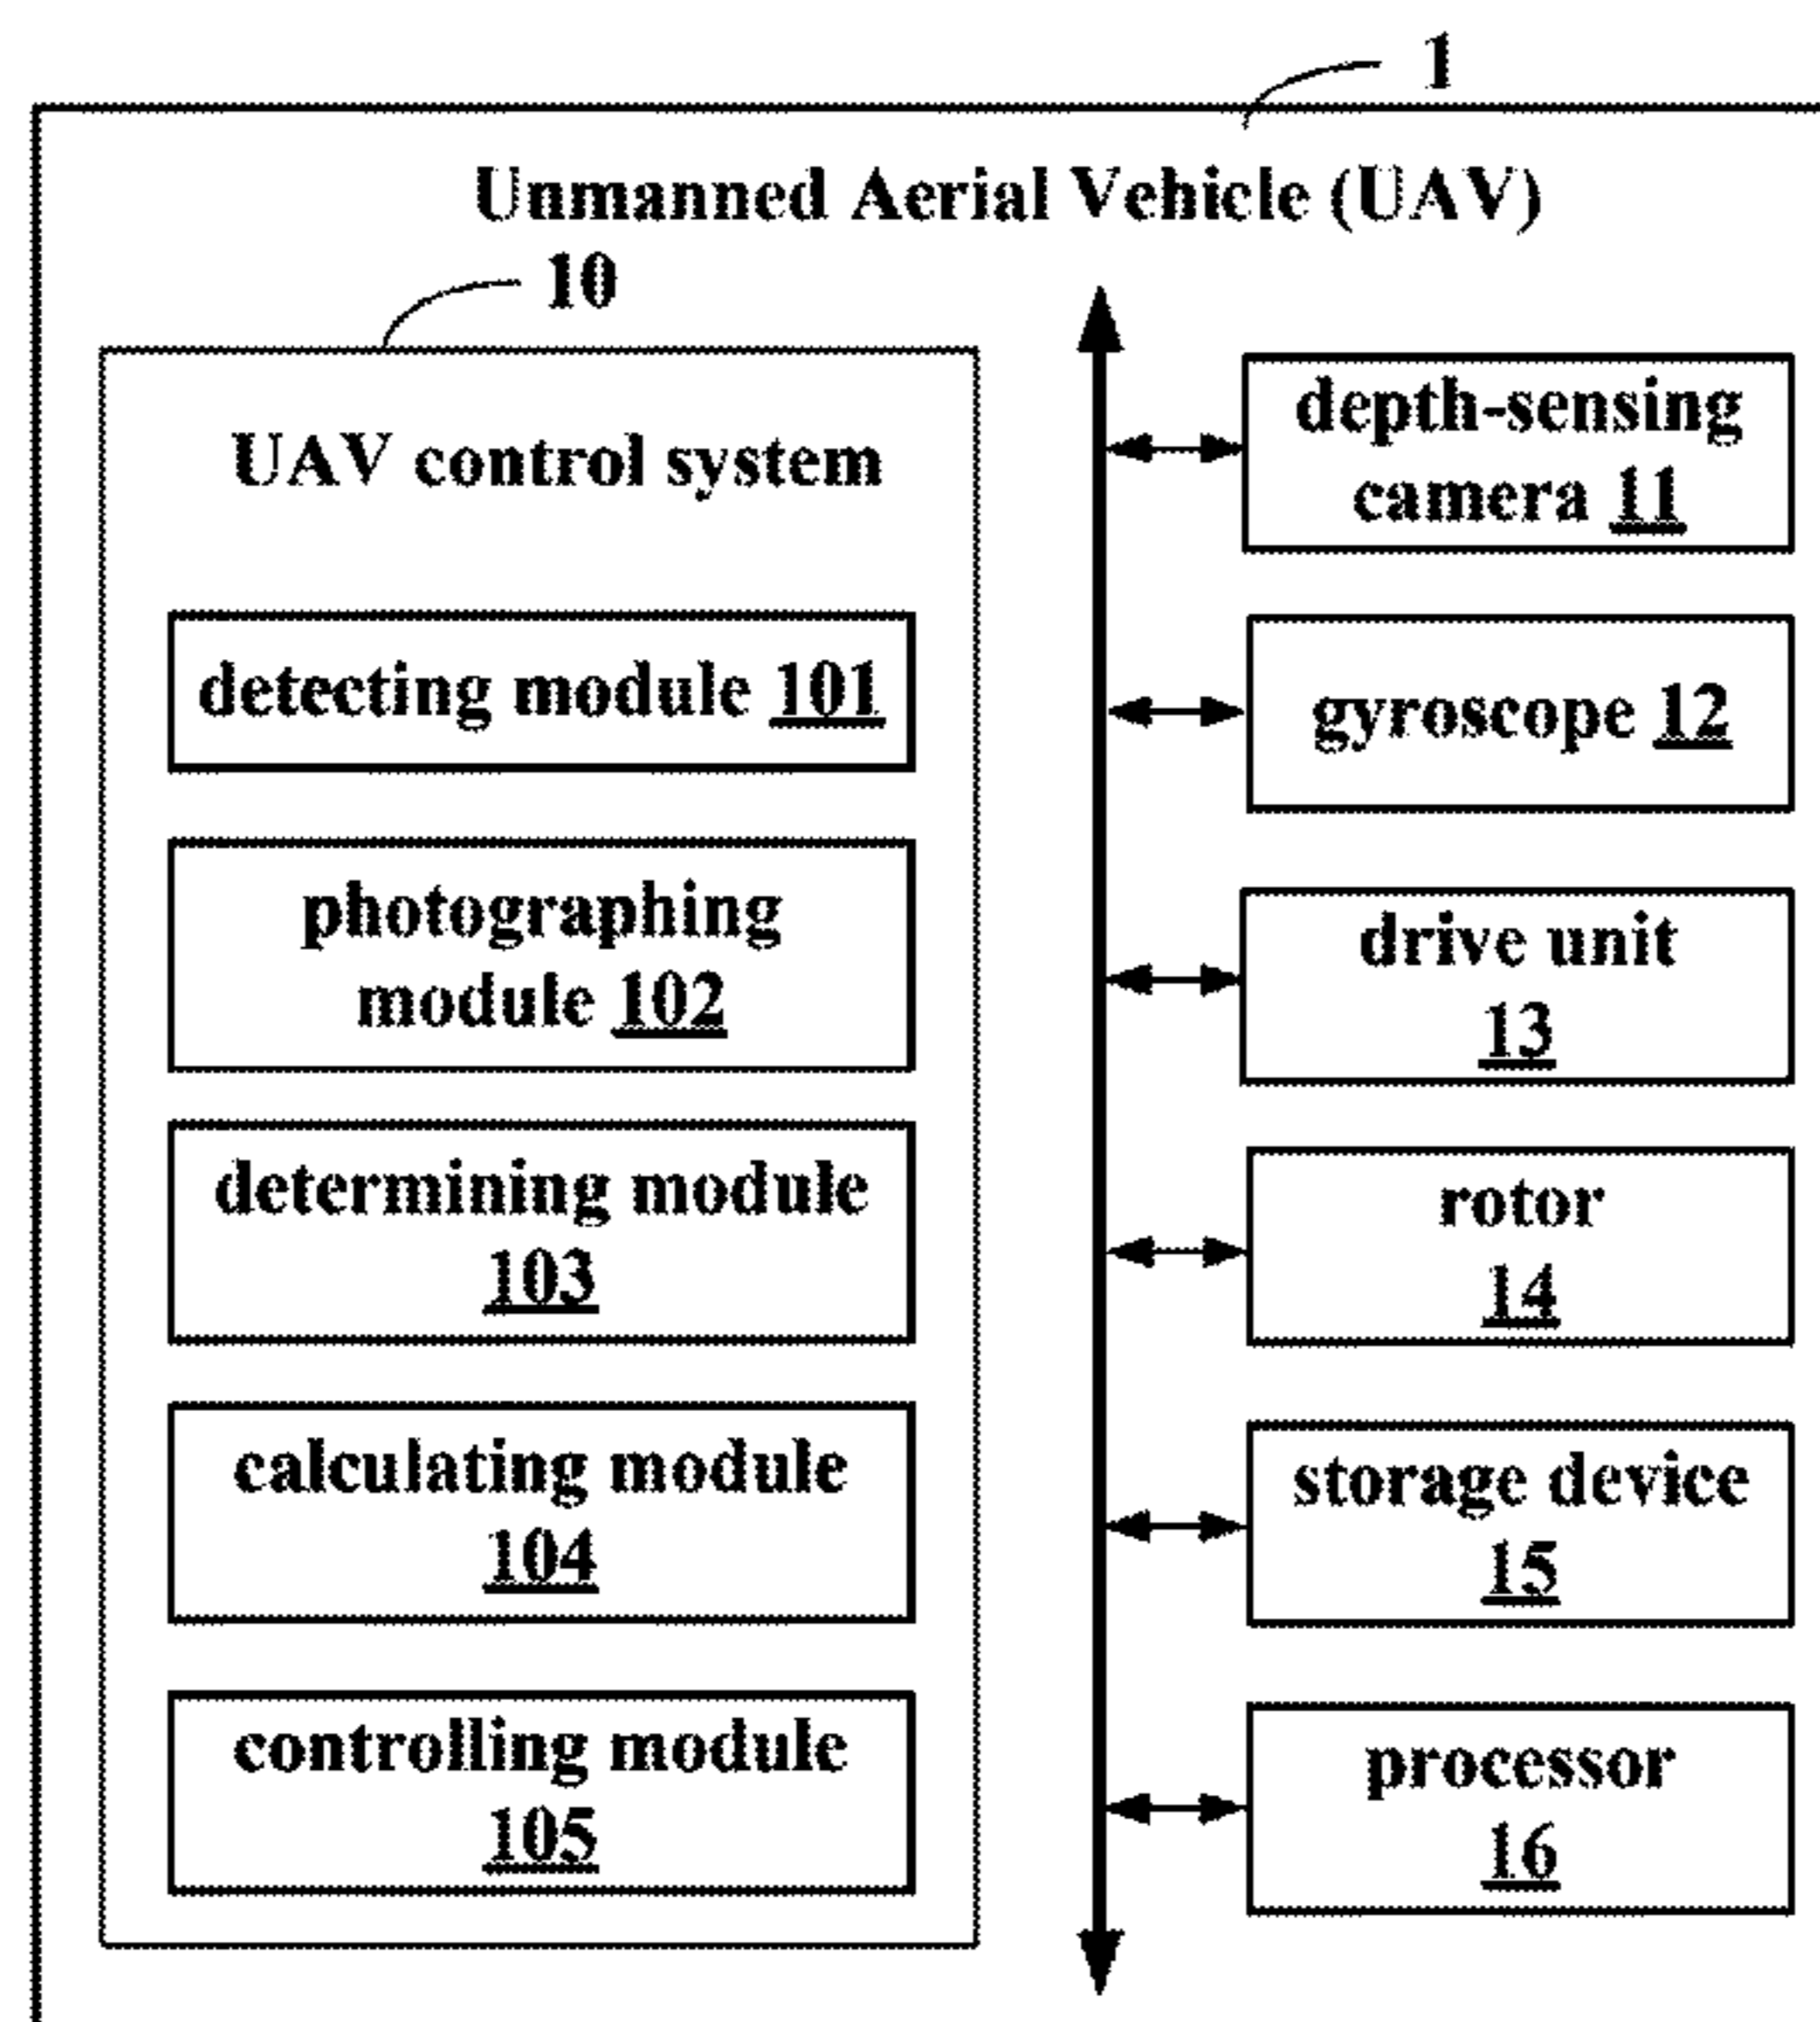 1
Unmanned Aerial Vehicle (UAV)
10
UAV control system
detecting module 101
photographing
module 102
determining module
103
calculating module
104
controlling module
105
depth-sensing
camera 11
gyroscope 12
drive unit
13
rotor
14
storage device
15
processor
16